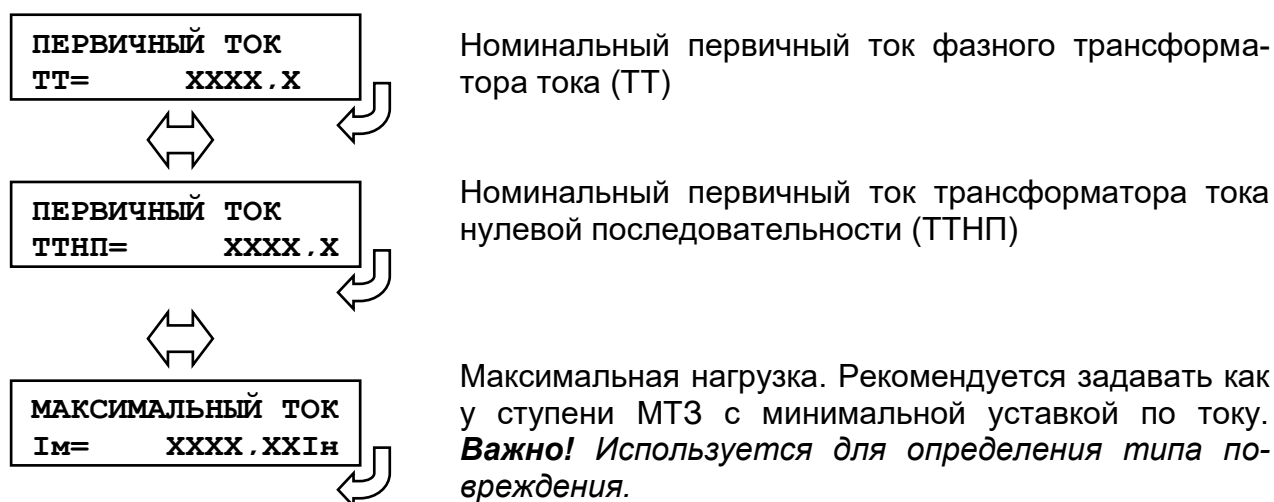 ПЕРВИЧНЫЙ ТОК
ТТ= XXXX,X
Номинальный первичный ток фазного трансформа-
тора тока (ТТ)
ПЕРВИЧНЫЙ ТОК
ТТНП= XXXX,X
Номинальный первичный ток трансформатора тока
нулевой последовательности (ТТНП)
МАКСИМАЛЬНЫЙ ТОК
Iм= XXXX,XXIн
Максимальная нагрузка. Рекомендуется задавать как
у ступени МТЗ с минимальной уставкой по току.
Важно! Используется для определения типа по-
вреждения.